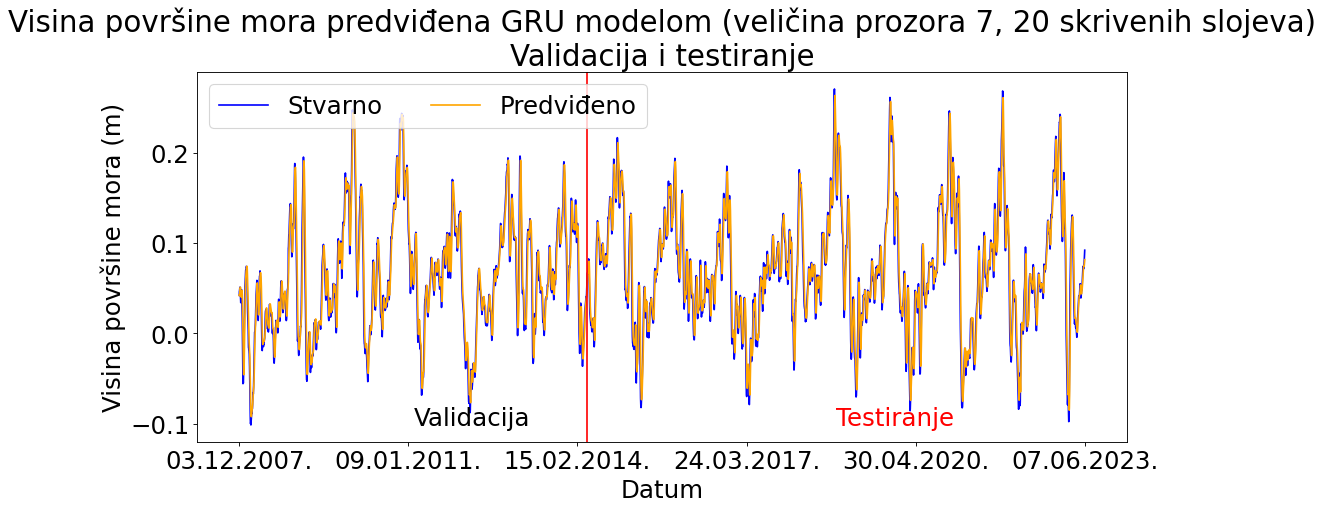 Visina površine mora predviđena GRU modelom (veličina prozora 7, 20 skrivenih slojeva)
Validacija i testiranje
Stvarno
Predviđeno
Visina površine mora (m)
0.2
0.1
0.0
−0.1
Validacija
Testiranje
03.12.2007.
09.01.2011.
15.02.2014.
24.03.2017.
30.04.2020.
07.06.2023.
Datum